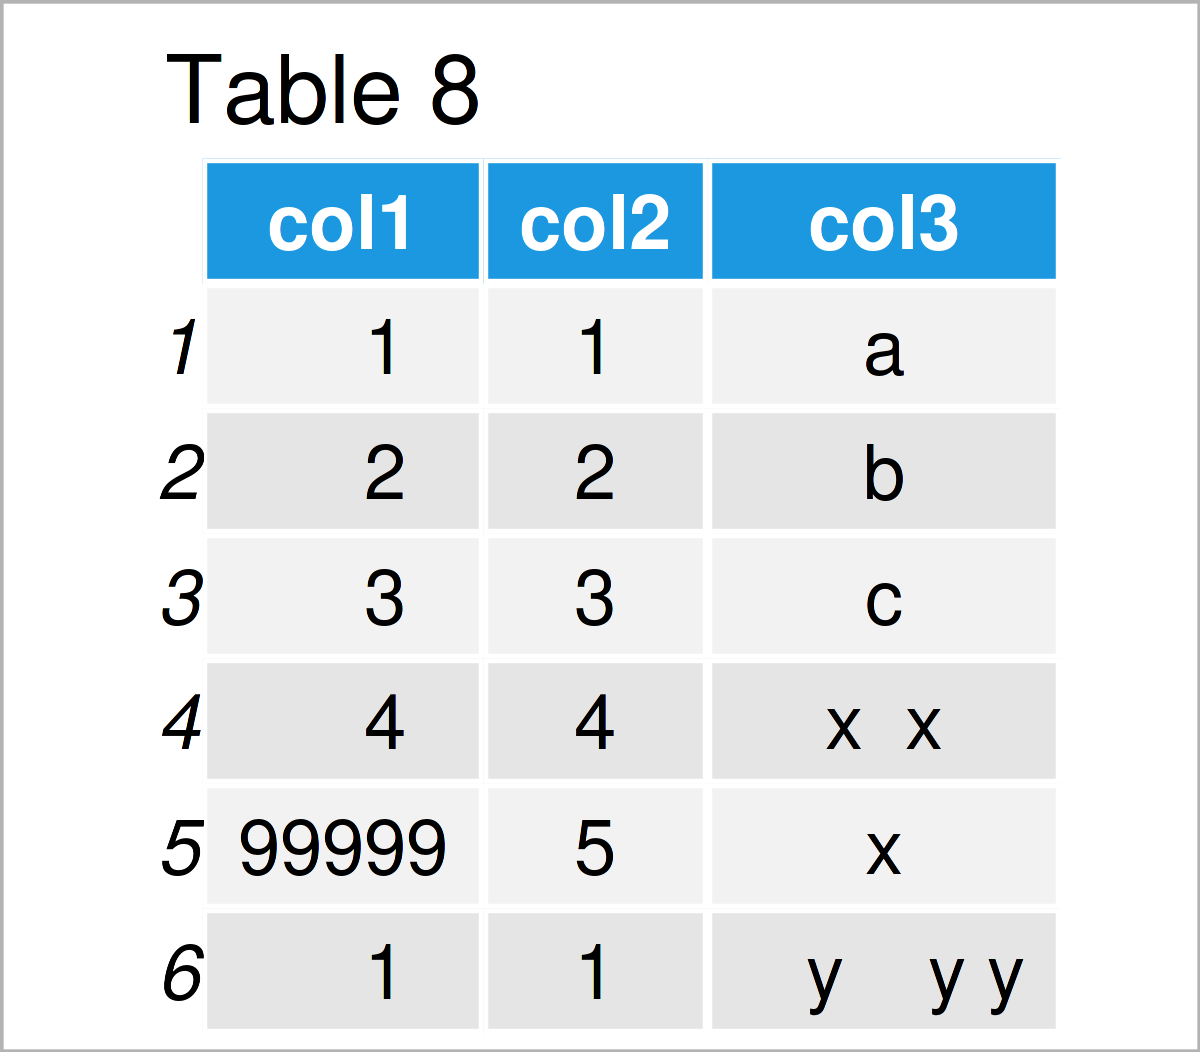 Table 8
col1 col2 col3
1 1 1 a
2 2 2 b
3 3 3 c
4 4 4 x  x
5 99999 5 x
6 1 1 y   y y